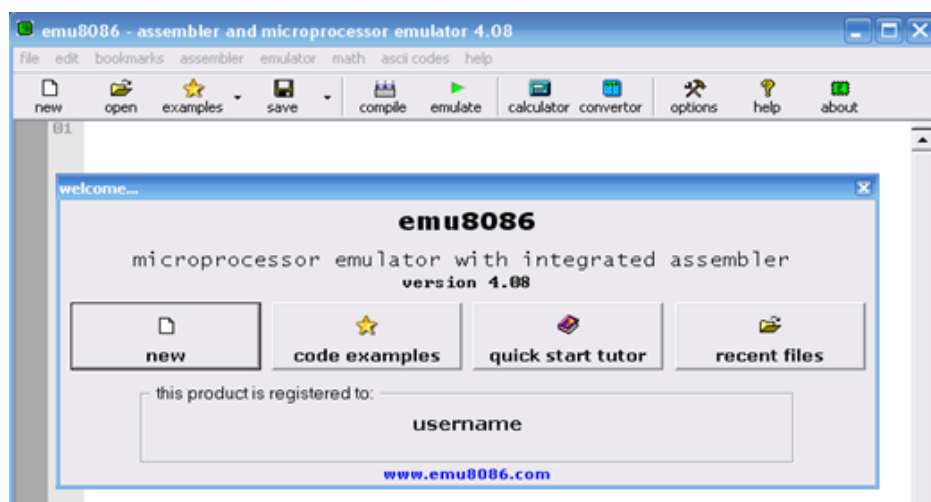 emu8086 - assembler and microprocessor emulator 4.08
file edit bookmarks assembler emulator math ascii codes help
new open examples save compile emulate calculator convertor options help about
01
welcome...
emu8086
microprocessor emulator with integrated assembler
version 4.08
new code examples quick start tutor recent files
this product is registered to:
username
www.emu8086.com